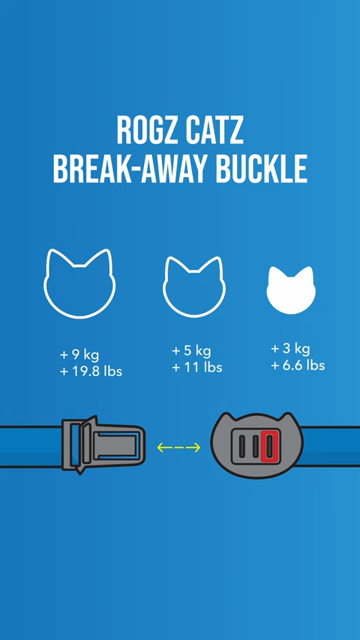 ROGZ CATZ
BREAK-AWAY BUCKLE
+ 9 kg
+ 19.8 lbs
+ 5 kg
+ 11 lbs
+ 3 kg
+ 6.6 lbs